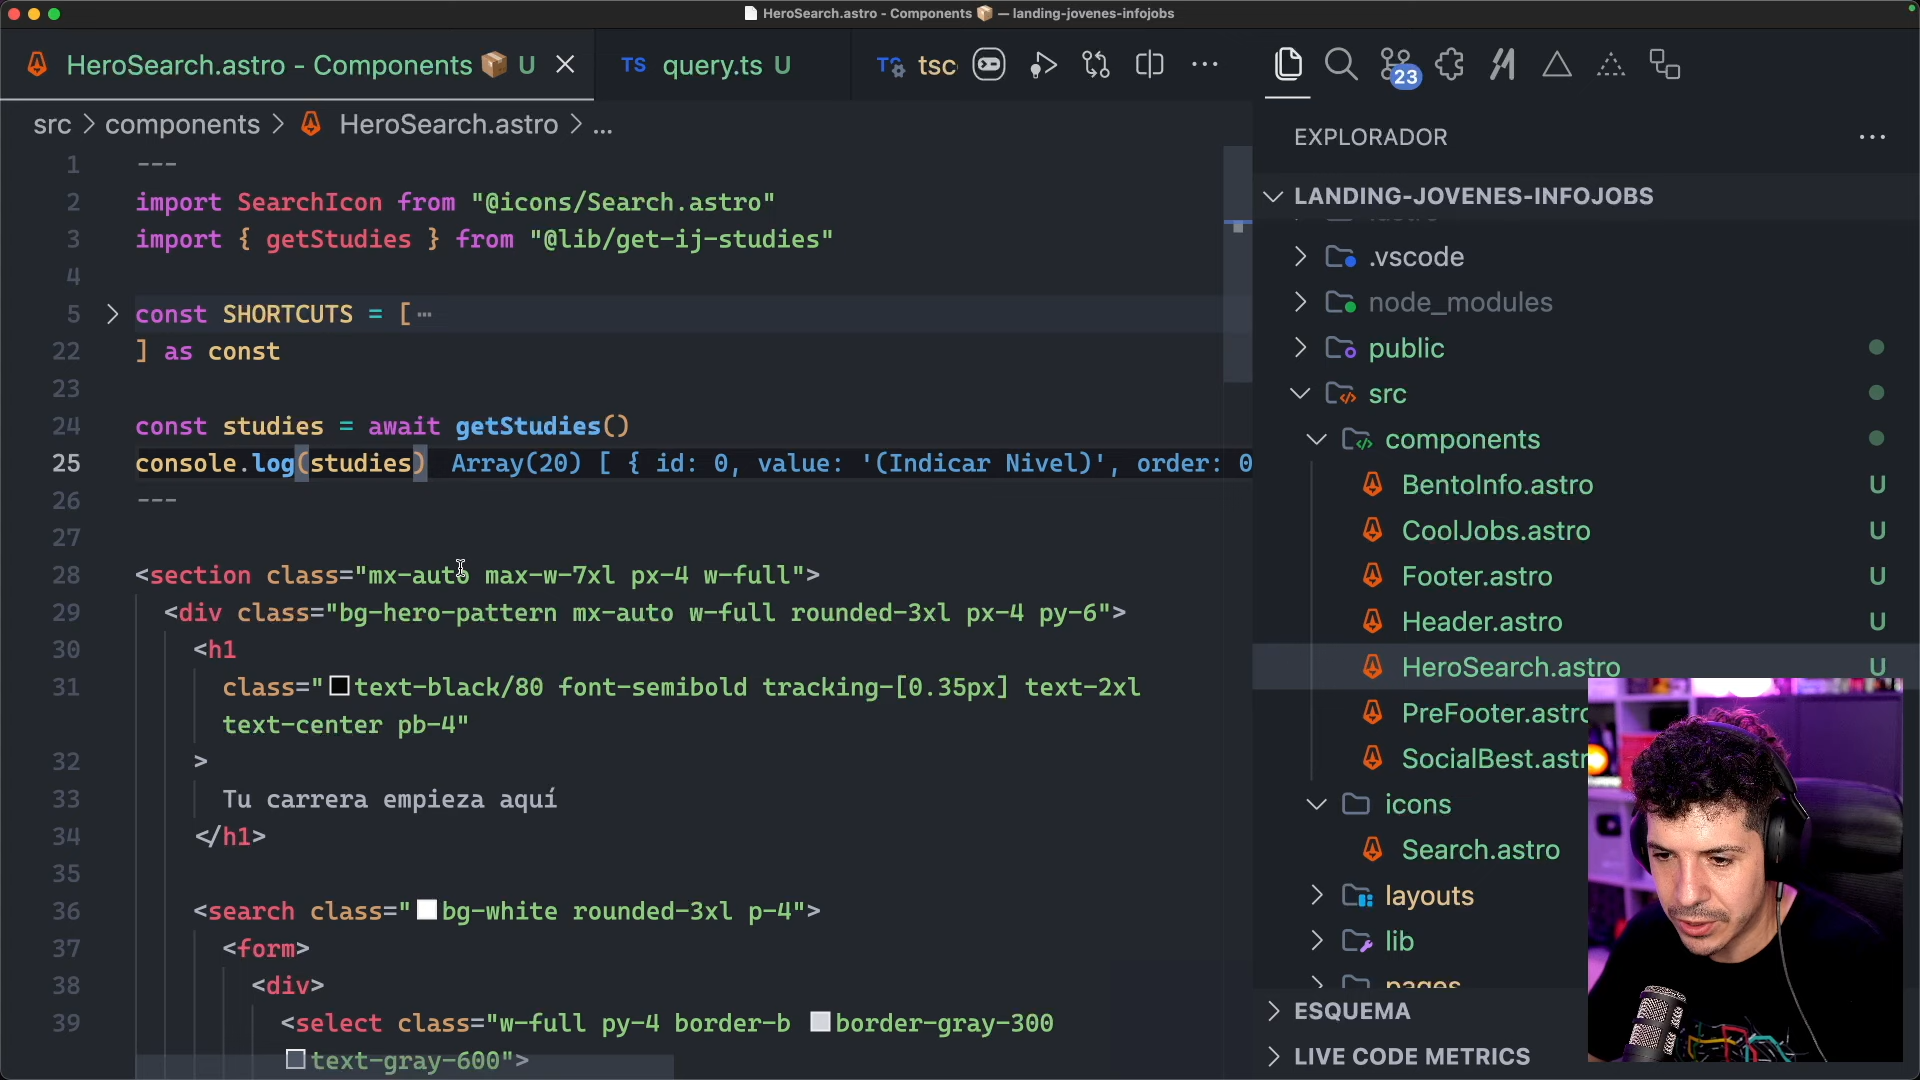 HeroSearch.astro - Components 📦 — landing-jovenes-infojobs
HeroSearch.astro - Components 📦 U
TS query.ts U
TS tsc
23
src > components > HeroSearch.astro > ...
1 ---
2 import SearchIcon from "@icons/Search.astro"
3 import { getStudies } from "@lib/get-ij-studies"
4
5 const SHORTCUTS = [ ⋯
22 ] as const
23
24 const studies = await getStudies()
25 console.log(studies) Array(20) [ { id: 0, value: '(Indicar Nivel)', order: 0
26 ---
27
28 <section class="mx-auto max-w-7xl px-4 w-full">
29 <div class="bg-hero-pattern mx-auto w-full rounded-3xl px-4 py-6">
30 <h1
31 class="text-black/80 font-semibold tracking-[0.35px] text-2xl
text-center pb-4"
32 >
33 Tu carrera empieza aquí
34 </h1>
35
36 <search class="bg-white rounded-3xl p-4">
37 <form>
38 <div>
39 <select class="w-full py-4 border-b border-gray-300
text-gray-600">
EXPLORADOR
LANDING-JOVENES-INFOJOBS
.vscode
node_modules
public
src
components
BentoInfo.astro U
CoolJobs.astro U
Footer.astro U
Header.astro U
HeroSearch.astro U
PreFooter.astro
SocialBest.astr
icons
Search.astro
layouts
lib
pages
ESQUEMA
LIVE CODE METRICS